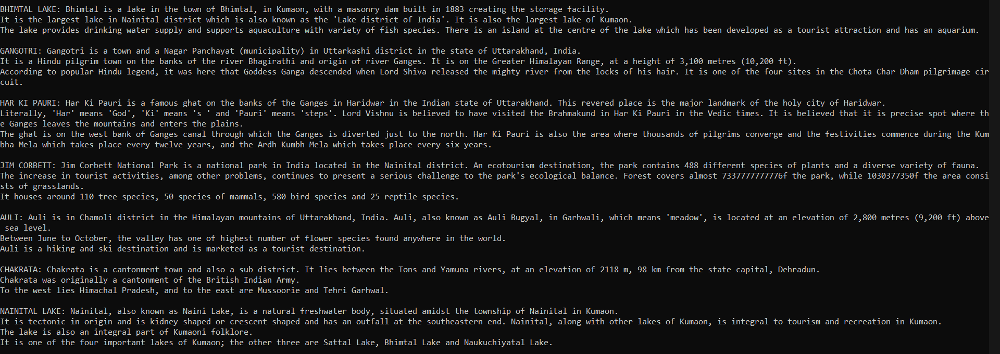 BHIMTAL LAKE: Bhimtal is a lake in the town of Bhimtal, in Kumaon, with a masonry dam built in 1883 creating the storage facility.
It is the largest lake in Nainital district which is also known as the 'Lake district of India'. It is also the largest lake of Kumaon.
The lake provides drinking water supply and supports aquaculture with variety of fish species. There is an island at the centre of the lake which has been developed as a tourist attraction and has an aquarium.
GANGOTRI: Gangotri is a town and a Nagar Panchayat (municipality) in Uttarkashi district in the state of Uttarakhand, India.
It is a Hindu pilgrim town on the banks of the river Bhagirathi and origin of river Ganges. It is on the Greater Himalayan Range, at a height of 3,100 metres (10,200 ft).
According to popular Hindu legend, it was here that Goddess Ganga descended when Lord Shiva released the mighty river from the locks of his hair. It is one of the four sites in the Chota Char Dham pilgrimage cir
cuit.
HAR KI PAURI: Har Ki Pauri is a famous ghat on the banks of the Ganges in Haridwar in the Indian state of Uttarakhand. This revered place is the major landmark of the holy city of Haridwar.
Literally, 'Har' means 'God', 'Ki' means 's ' and 'Pauri' means 'steps'. Lord Vishnu is believed to have visited the Brahmakund in Har Ki Pauri in the Vedic times. It is believed that it is precise spot where th
e Ganges leaves the mountains and enters the plains.
The ghat is on the west bank of Ganges canal through which the Ganges is diverted just to the north. Har Ki Pauri is also the area where thousands of pilgrims converge and the festivities commence during the Kum
bha Mela which takes place every twelve years, and the Ardh Kumbh Mela which takes place every six years.
JIM CORBETT: Jim Corbett National Park is a national park in India located in the Nainital district. An ecotourism destination, the park contains 488 different species of plants and a diverse variety of fauna.
The increase in tourist activities, among other problems, continues to present a serious challenge to the park's ecological balance. Forest covers almost 7337777777776f the park, while 1030377350f the area consi
sts of grasslands.
It houses around 110 tree species, 50 species of mammals, 580 bird species and 25 reptile species.
AULI: Auli is in Chamoli district in the Himalayan mountains of Uttarakhand, India. Auli, also known as Auli Bugyal, in Garhwali, which means 'meadow', is located at an elevation of 2,800 metres (9,200 ft) above
sea level.
Between June to October, the valley has one of highest number of flower species found anywhere in the world.
Auli is a hiking and ski destination and is marketed as a tourist destination.
CHAKRATA: Chakrata is a cantonment town and also a sub district. It lies between the Tons and Yamuna rivers, at an elevation of 2118 m, 98 km from the state capital, Dehradun.
Chakrata was originally a cantonment of the British Indian Army.
To the west lies Himachal Pradesh, and to the east are Mussoorie and Tehri Garhwal.
NAINITAL LAKE: Nainital, also known as Naini Lake, is a natural freshwater body, situated amidst the township of Nainital in Kumaon.
It is tectonic in origin and is kidney shaped or crescent shaped and has an outfall at the southeastern end. Nainital, along with other lakes of Kumaon, is integral to tourism and recreation in Kumaon.
The lake is also an integral part of Kumaoni folklore.
It is one of the four important lakes of Kumaon; the other three are Sattal Lake, Bhimtal Lake and Naukuchiyatal Lake.